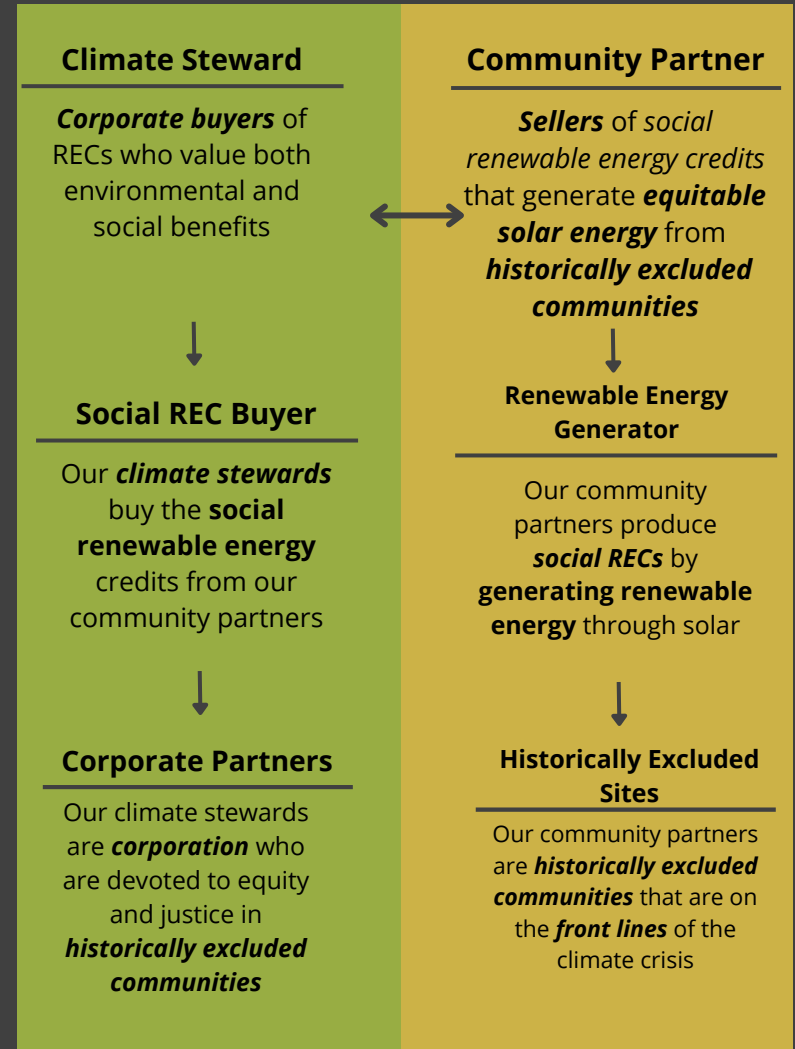 Climate Steward
Corporate buyers of
RECs who value both
environmental and
social benefits
Social REC Buyer
Our climate stewards
buy the social
renewable energy
credits from our
community partners
Corporate Partners
Our climate stewards
are corporation who
are devoted to equity
and justice in
historically excluded
communities
Community Partner
Sellers of social
renewable energy credits
that generate equitable
solar energy from
historically excluded
communities
Renewable Energy
Generator
Our community
partners produce
social RECs by
generating renewable
energy through solar
Historically Excluded
Sites
Our community partners
are historically excluded
communities that are on
the front lines of the
climate crisis